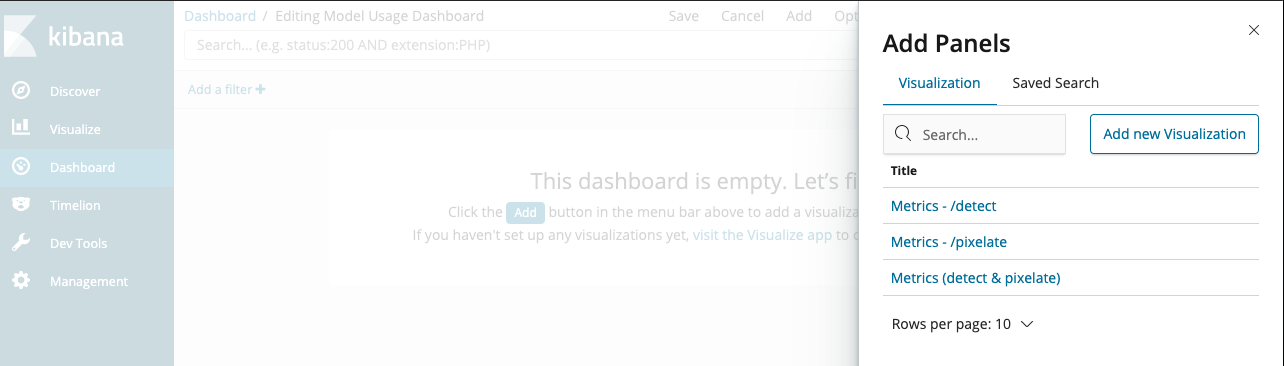 kibana
Discover
Visualize
Dashboard
Timelion
Dev Tools
Management
Dashboard / Editing Model Usage Dashboard
Save Cancel Add
Search... (e.g. status:200 AND extension:PHP)
Add a filter +
This dashboard is empty. Let's
Click the Add button in the menu bar above to add a
If you haven't set up any visualizations yet, visit the Visualize app to
Add Panels
Visualization Saved Search
Search... Add new Visualization
Title
Metrics - /detect
Metrics - /pixelate
Metrics (detect & pixelate)
Rows per page: 10